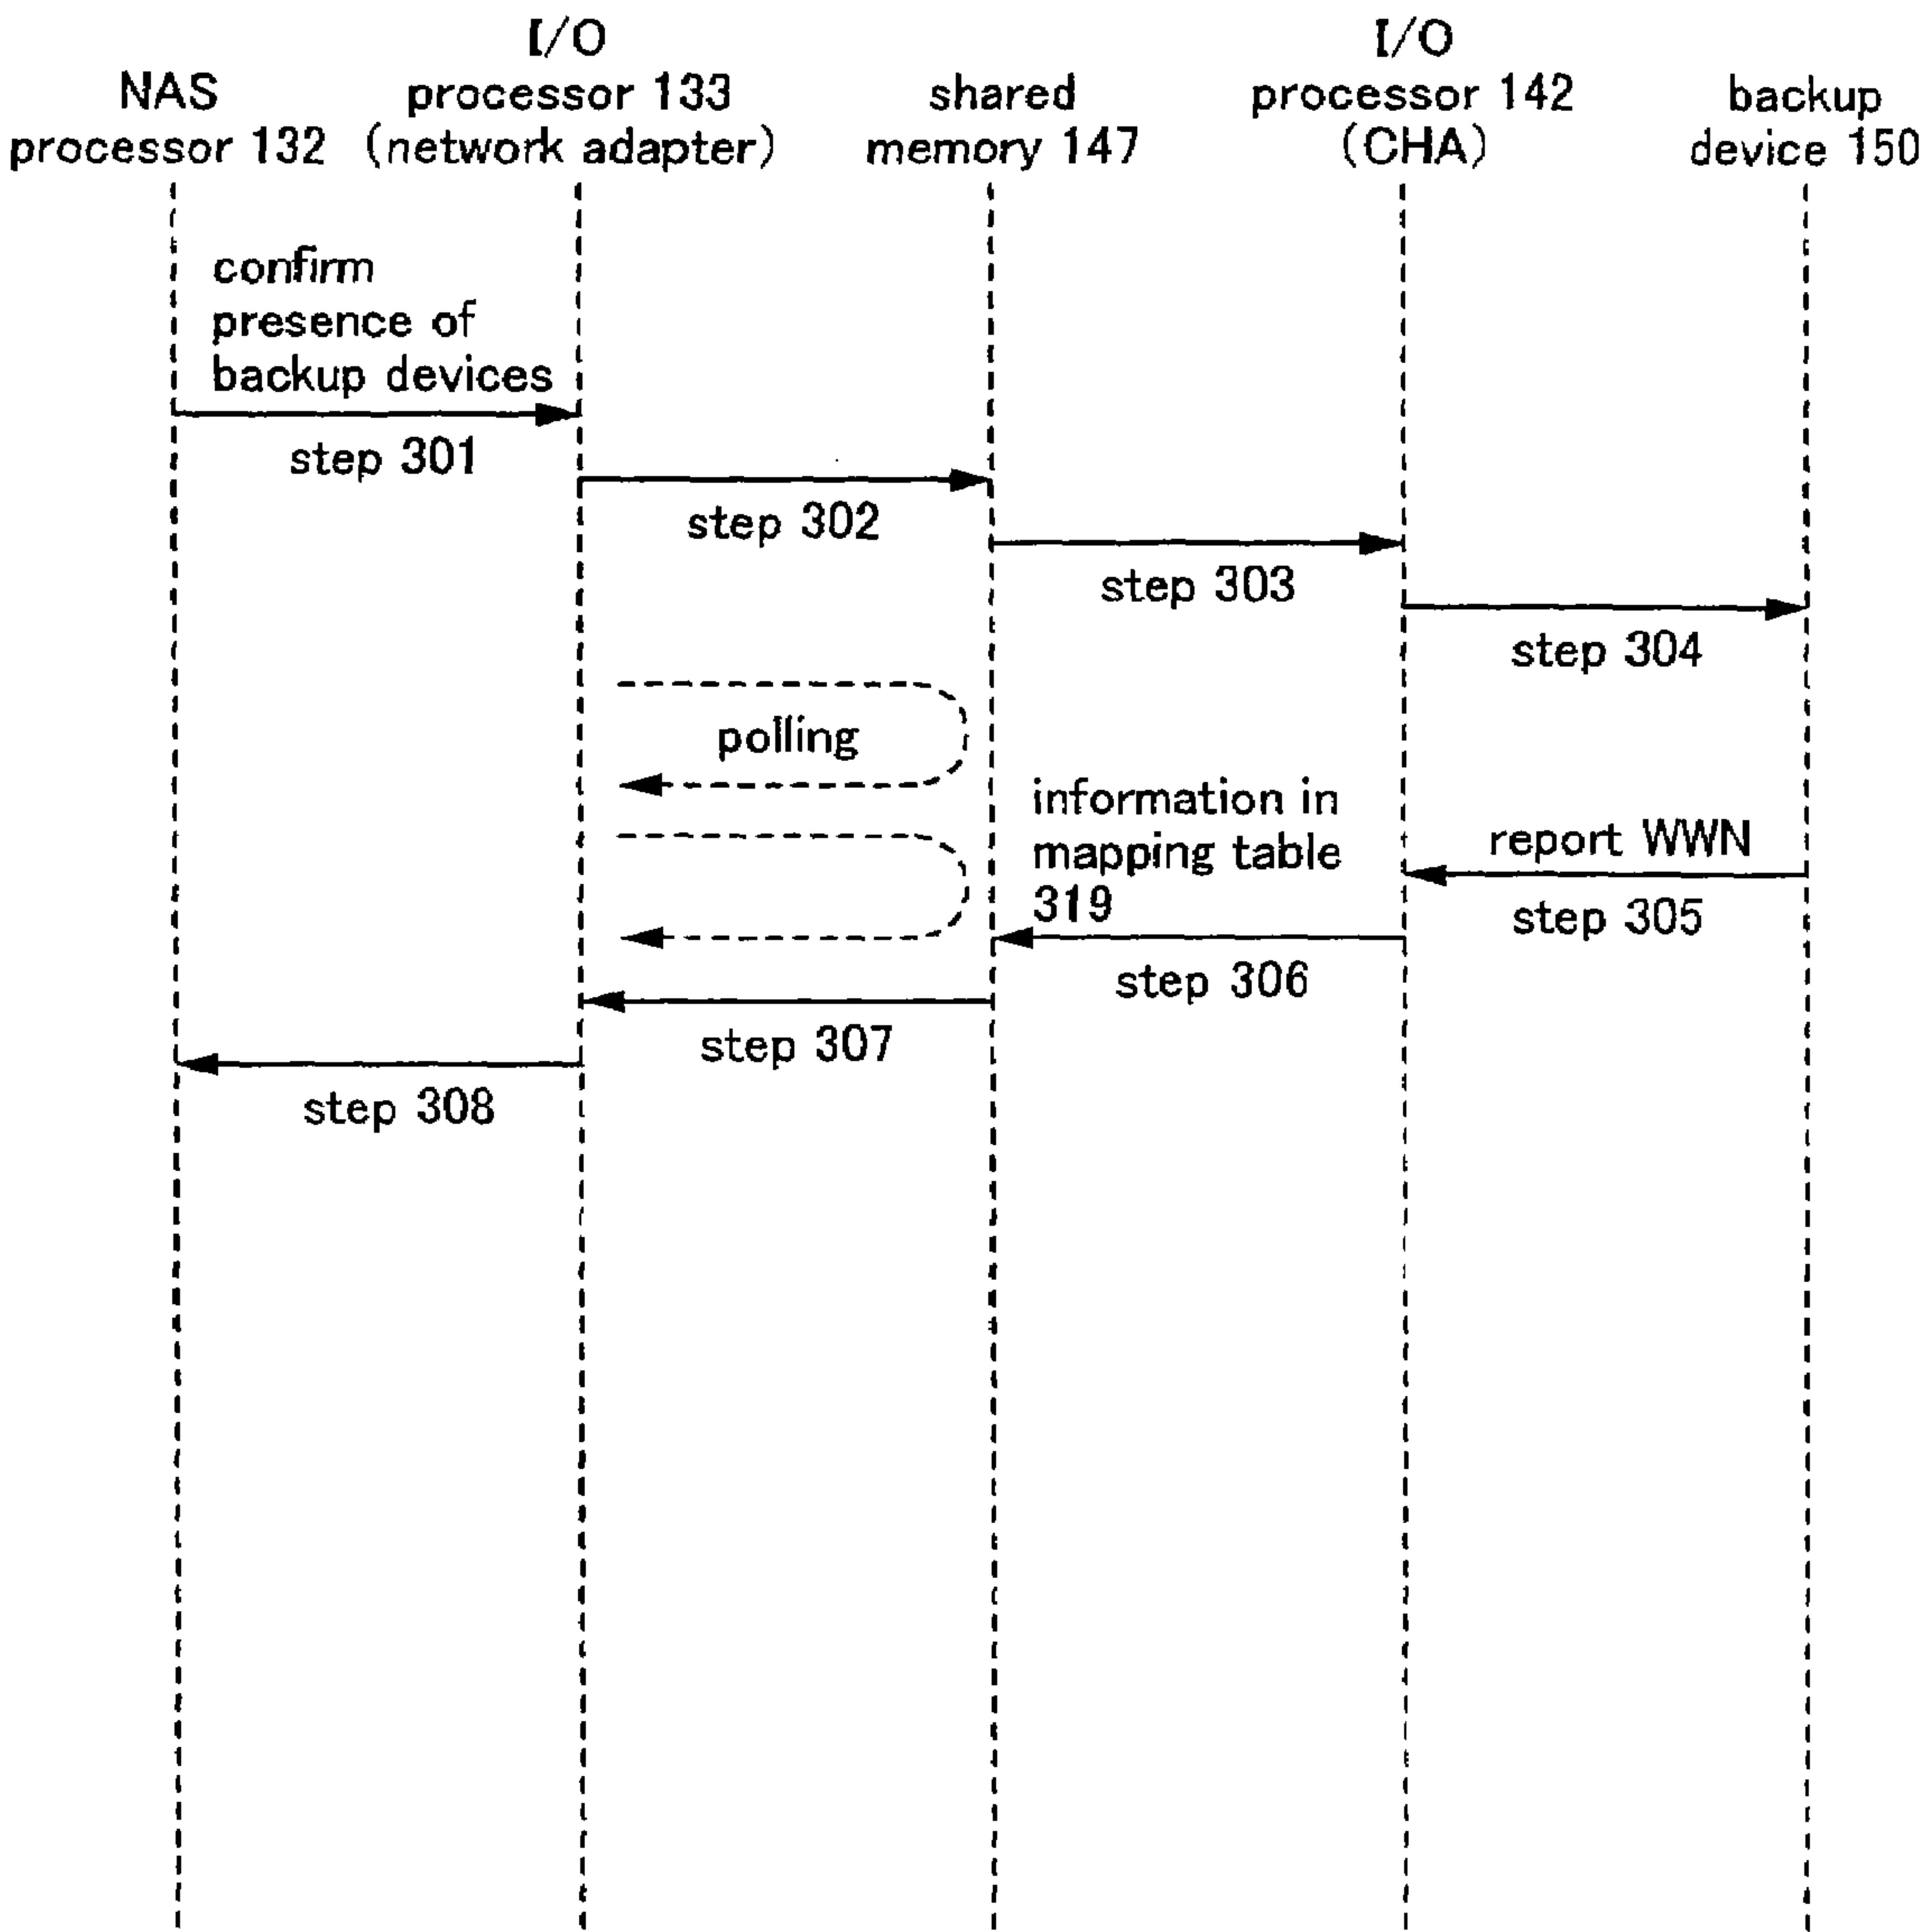 NAS
processor 132
I/O
processor 133
(network adapter)
shared
memory 147
I/O
processor 142
(CHA)
backup
device 150
confirm
presence of
backup devices
step 301
step 302
step 303
step 304
polling
information in
mapping table
319
report WWN
step 305
step 306
step 307
step 308